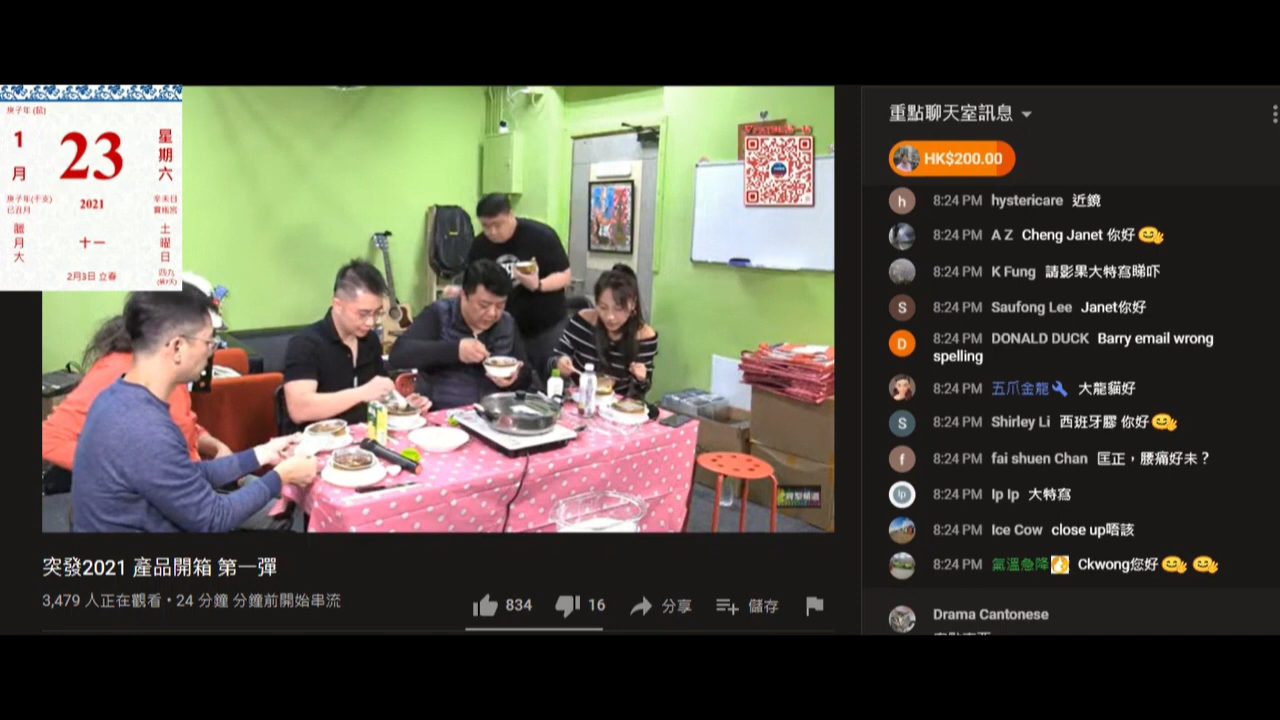 庚子年 (鼠)
1
月
23
星
期
六
庚子年(干支)
己丑月
2021
辛未日
臘
月
大
十一
土
曜
日
2月3日 立春
四九
突發2021 產品開箱 第一彈
3,479 人正在觀看 • 24 分鐘 分鐘前開始串流
834
16
分享
儲存
重點聊天室訊息
HK$200.00
h
8:24 PM hystericare 近鏡
8:24 PM A Z Cheng Janet 你好
8:24 PM K Fung 請影果大特寫睇吓
S
8:24 PM Saufong Lee Janet你好
D
8:24 PM DONALD DUCK Barry email wrong
spelling
8:24 PM 五爪金龍 大龍貓好
S
8:24 PM Shirley Li 西班牙膠 你好
f
8:24 PM fai shuen Chan 匡正，腰痛好未？
Ip
8:24 PM Ip Ip 大特寫
8:24 PM Ice Cow close up唔該
8:24 PM 氣溫急降 Ckwong您好
Drama Cantonese